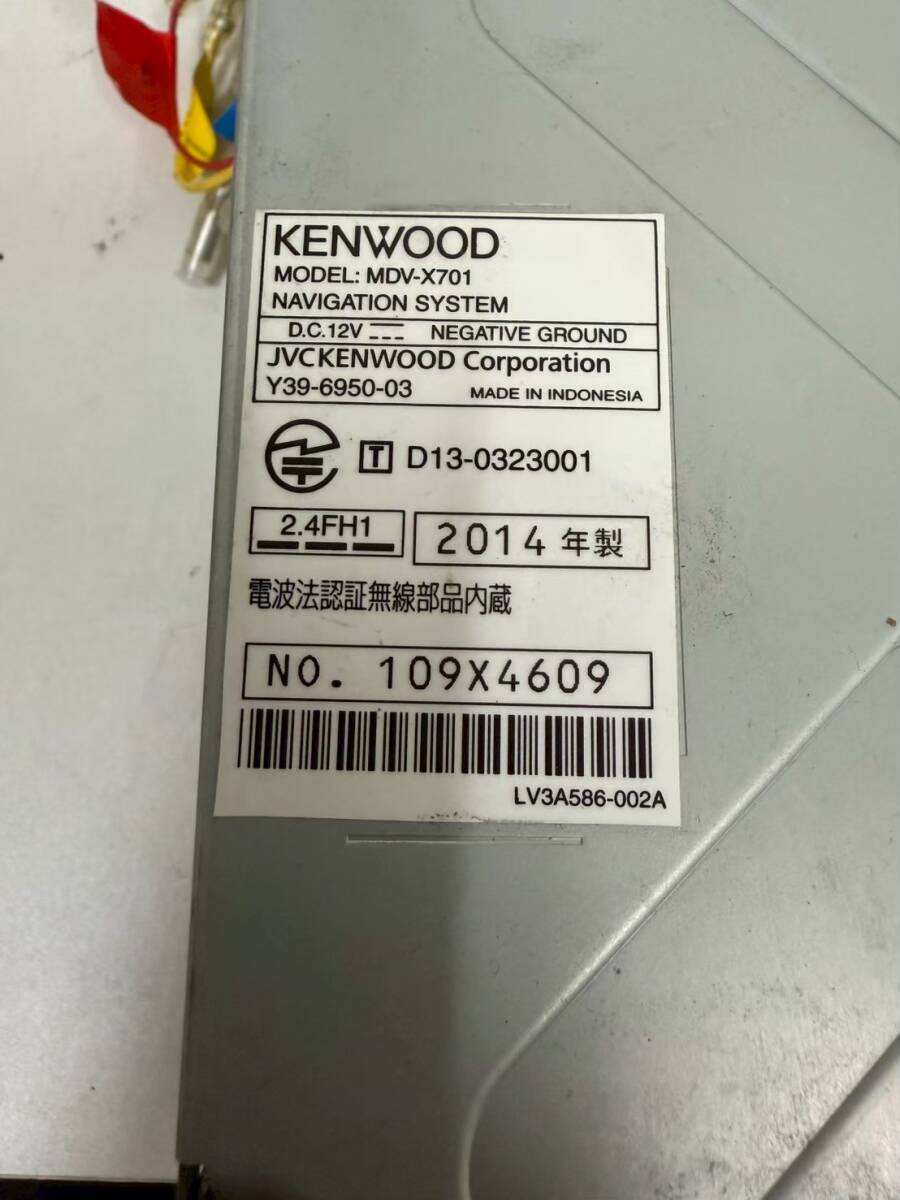 KENWOOD
MODEL: MDV-X701
NAVIGATION SYSTEM
D.C.12V NEGATIVE GROUND
JVCKENWOOD Corporation
Y39-6950-03 MADE IN INDONESIA
T D13-0323001
2.4FH1 2014 年製
電波法認証無線部品内蔵
NO. 109X4609
LV3A586-002A